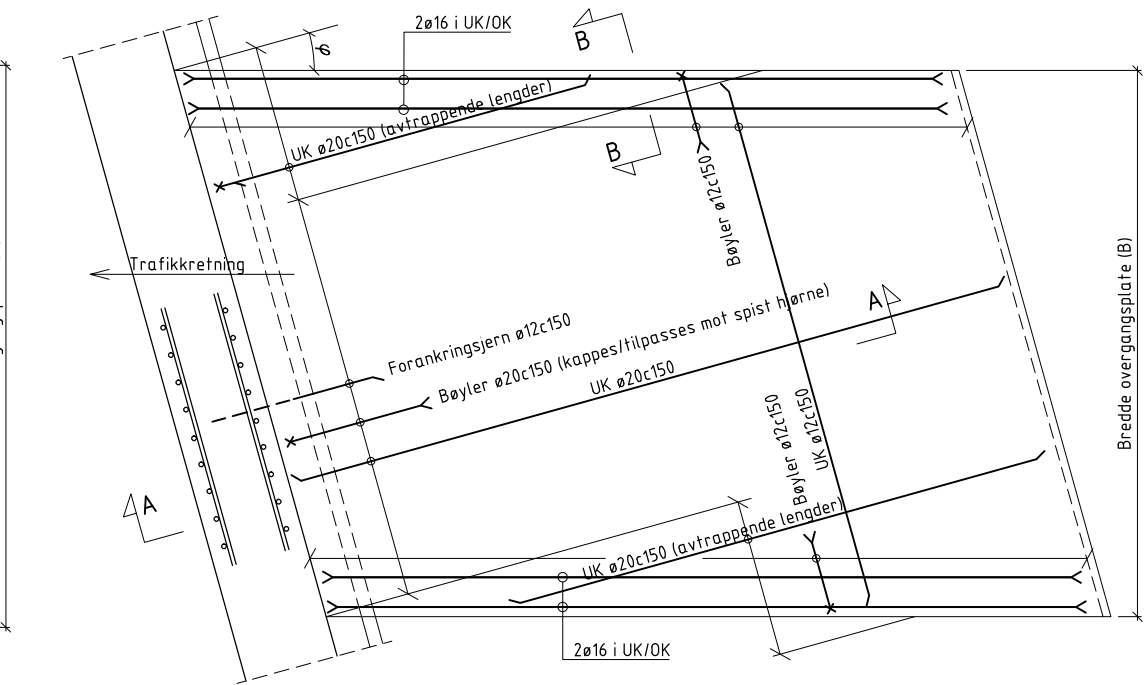 2ø16 i UK/OK
B
φ
UK ø20c150 (avtrappende lengder)
B
Bøyler ø12c150
Trafikkretning
A
Forankringsjern ø12c150
Bøyler ø20c150 (kappes/tilpasses mot spist hjørne)
UK ø20c150
Bredde overgangsplate (B)
Bøyler ø12c150
UK ø12c150
A
UK ø20c150 (avtrappende lengder)
2ø16 i UK/OK